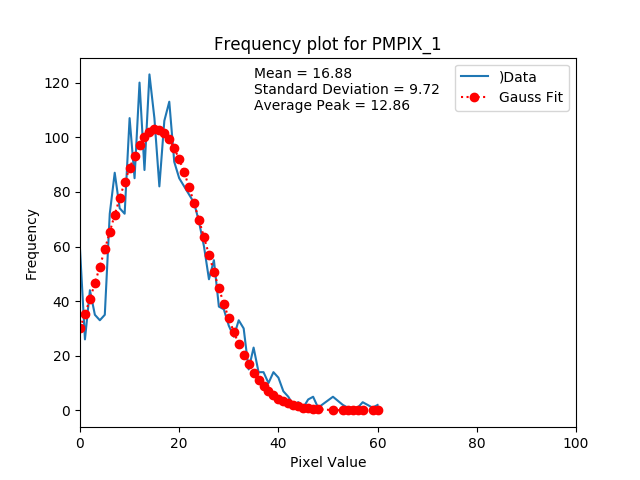 Frequency plot for PMPIX_1
Mean = 16.88
Standard Deviation = 9.72
Average Peak = 12.86
)Data
Gauss Fit
Frequency
120
100
80
60
40
20
0
0 20 40 60 80 100
Pixel Value